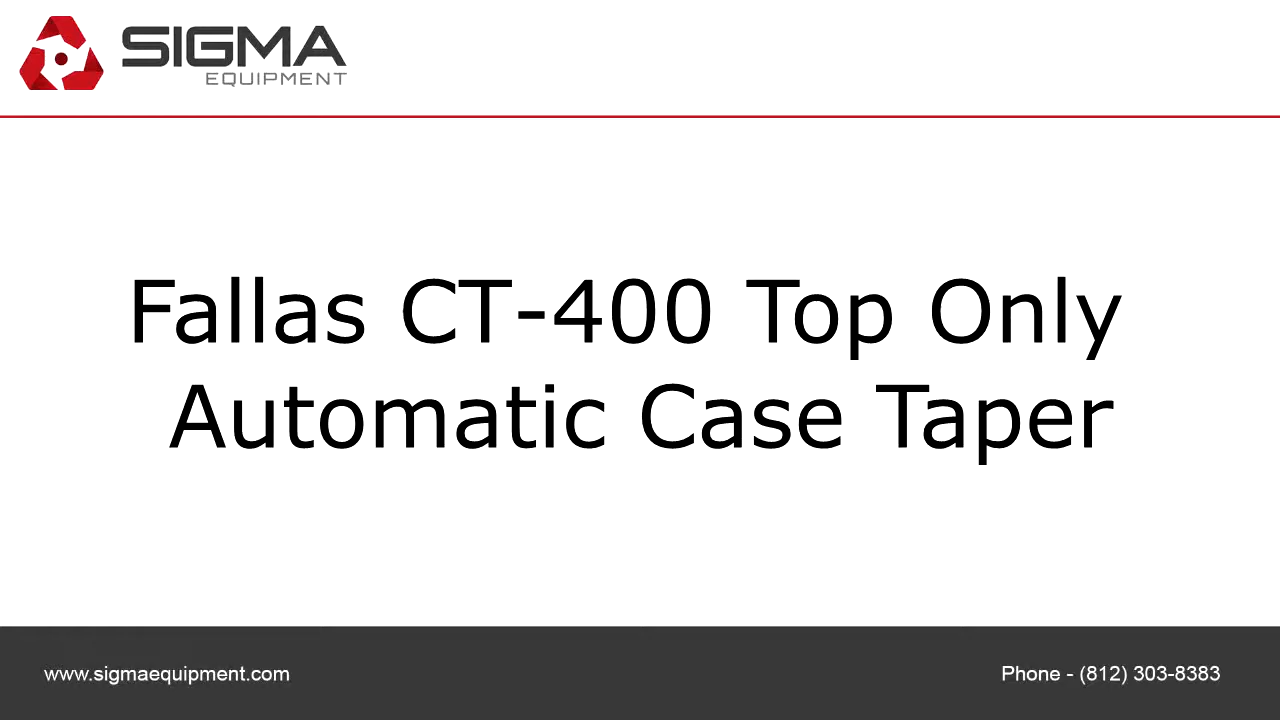 SIGMA
EQUIPMENT
Fallas CT-400 Top Only
Automatic Case Taper
www.sigmaequipment.com
Phone - (812) 303-8383